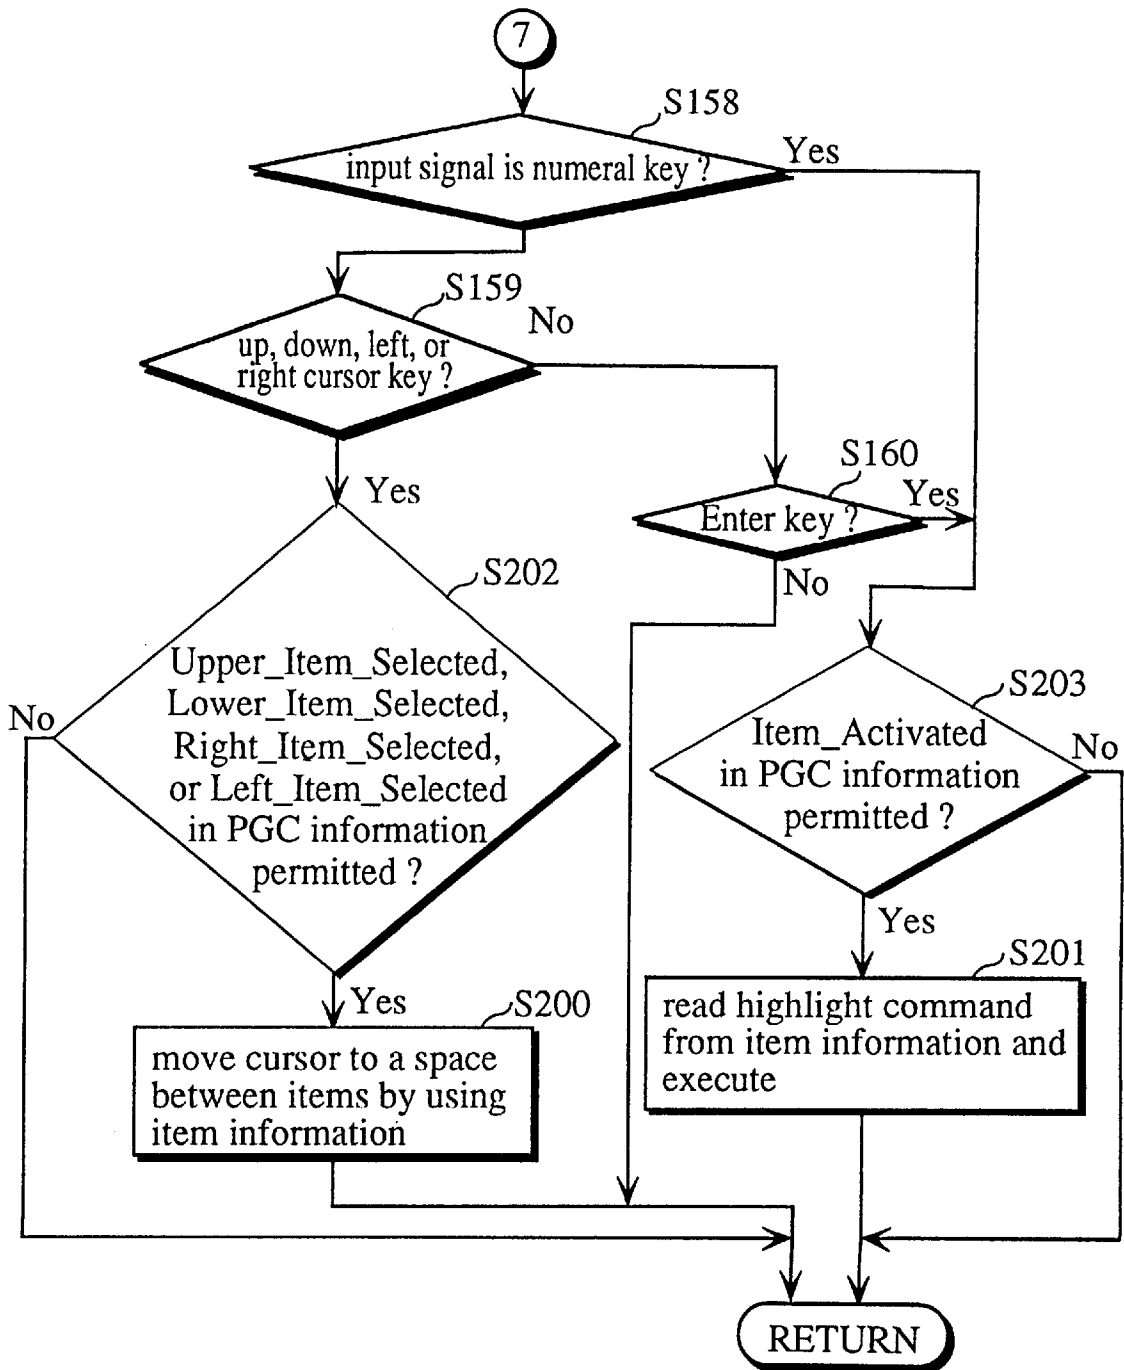 7
S158
input signal is numeral key ?
Yes
S159
No
up, down, left, or
right cursor key ?
S160
Yes
Yes
Enter key ?
No
S202
Upper_Item_Selected,
Lower_Item_Selected,
Right_Item_Selected,
or Left_Item_Selected
in PGC information
permitted ?
No
S203
Item_Activated
in PGC information
permitted ?
No
Yes
S201
read highlight command
from item information and
execute
Yes
S200
move cursor to a space
between items by using
item information
RETURN